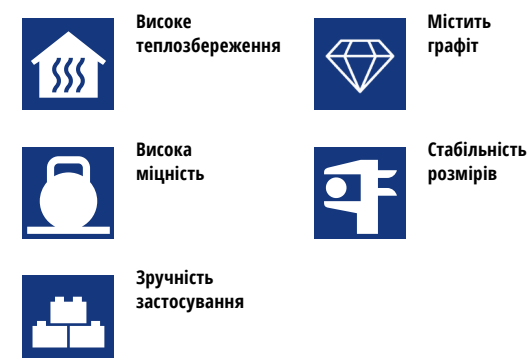 Високе
теплозбереження
Містить
графіт
Висока
міцність
Стабільність
розмірів
Зручність
застосування